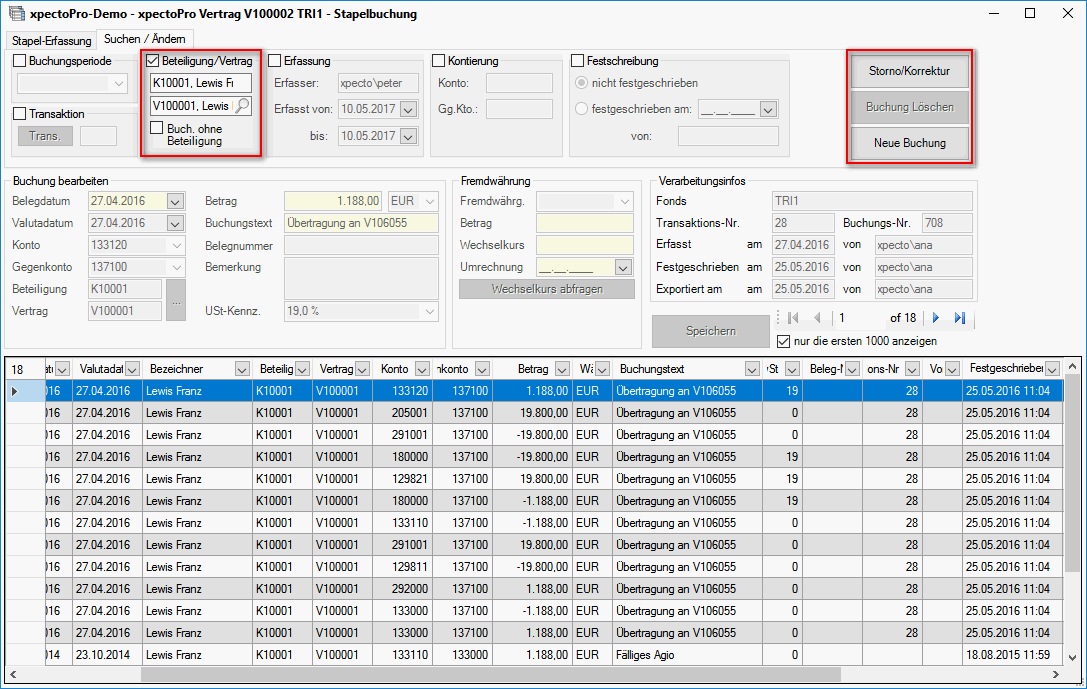 xpectoPro-Demo - xpectoPro Vertrag V100002 TRI1 - Stapelbuchung
Stapel-Erfassung Suchen / Ändern
Buchungsperiode
Transaktion
Trans.
Beteiligung/Vertrag
K10001, Lewis Fr
V100001, Lewis
Buch. ohne
Beteiligung
Erfassung
Erfasser: xpecto\peter
Erfasst von: 10.05.2017
bis: 10.05.2017
Kontierung
Konto:
Gg.Kto.:
Festschreibung
nicht festgeschrieben
festgeschrieben am: __.__.____
von:
Storno/Korrektur
Buchung Löschen
Neue Buchung
Buchung bearbeiten
Belegdatum 27.04.2016 Betrag 1.188,00 EUR
Valutadatum 27.04.2016 Buchungstext Übertragung an V106055
Konto 133120 Belegnummer
Gegenkonto 137100 Bemerkung
Beteiligung K10001
...
Vertrag V100001 USt-Kennz. 19,0 %
Fremdwährung
Fremdwährg.
Betrag
Wechselkurs
Umrechnung __.__.____
Wechselkurs abfragen
Verarbeitungsinfos
Fonds TRI1
Transaktions-Nr. 28 Buchungs-Nr. 708
Erfasst am 27.04.2016 von xpecto\ana
Festgeschrieben am 25.05.2016 von xpecto\ana
Exportiert am am 25.05.2016 von xpecto\ana
Speichern
1 of 18
nur die ersten 1000 anzeigen
18 Valutadat Bezeichner Beteilig Vertrag Konto nkonto Betrag Wä Buchungstext St Beleg-N ons-Nr Vo Festgeschrieben
016 27.04.2016 Lewis Franz K10001 V100001 133120 137100 1.188,00 EUR Übertragung an V106055 19 28 25.05.2016 11:04
016 27.04.2016 Lewis Franz K10001 V100001 205001 137100 19.800,00 EUR Übertragung an V106055 0 28 25.05.2016 11:04
016 27.04.2016 Lewis Franz K10001 V100001 291001 137100 -19.800,00 EUR Übertragung an V106055 0 28 25.05.2016 11:04
016 27.04.2016 Lewis Franz K10001 V100001 180000 137100 -19.800,00 EUR Übertragung an V106055 19 28 25.05.2016 11:04
016 27.04.2016 Lewis Franz K10001 V100001 129821 137100 19.800,00 EUR Übertragung an V106055 19 28 25.05.2016 11:04
016 27.04.2016 Lewis Franz K10001 V100001 180000 137100 -1.188,00 EUR Übertragung an V106055 19 28 25.05.2016 11:04
016 27.04.2016 Lewis Franz K10001 V100001 133110 137100 -1.188,00 EUR Übertragung an V106055 0 28 25.05.2016 11:04
016 27.04.2016 Lewis Franz K10001 V100001 291001 137100 19.800,00 EUR Übertragung an V106055 0 28 25.05.2016 11:04
016 27.04.2016 Lewis Franz K10001 V100001 129811 137100 -19.800,00 EUR Übertragung an V106055 0 28 25.05.2016 11:04
016 27.04.2016 Lewis Franz K10001 V100001 292000 137100 1.188,00 EUR Übertragung an V106055 0 28 25.05.2016 11:04
016 27.04.2016 Lewis Franz K10001 V100001 133000 137100 -1.188,00 EUR Übertragung an V106055 0 28 25.05.2016 11:04
016 27.04.2016 Lewis Franz K10001 V100001 133000 137100 1.188,00 EUR Übertragung an V106055 0 28 25.05.2016 11:04
014 23.10.2014 Lewis Franz K10001 V100001 133110 133000 1.188,00 EUR Fälliges Agio 0 18.08.2015 11:59